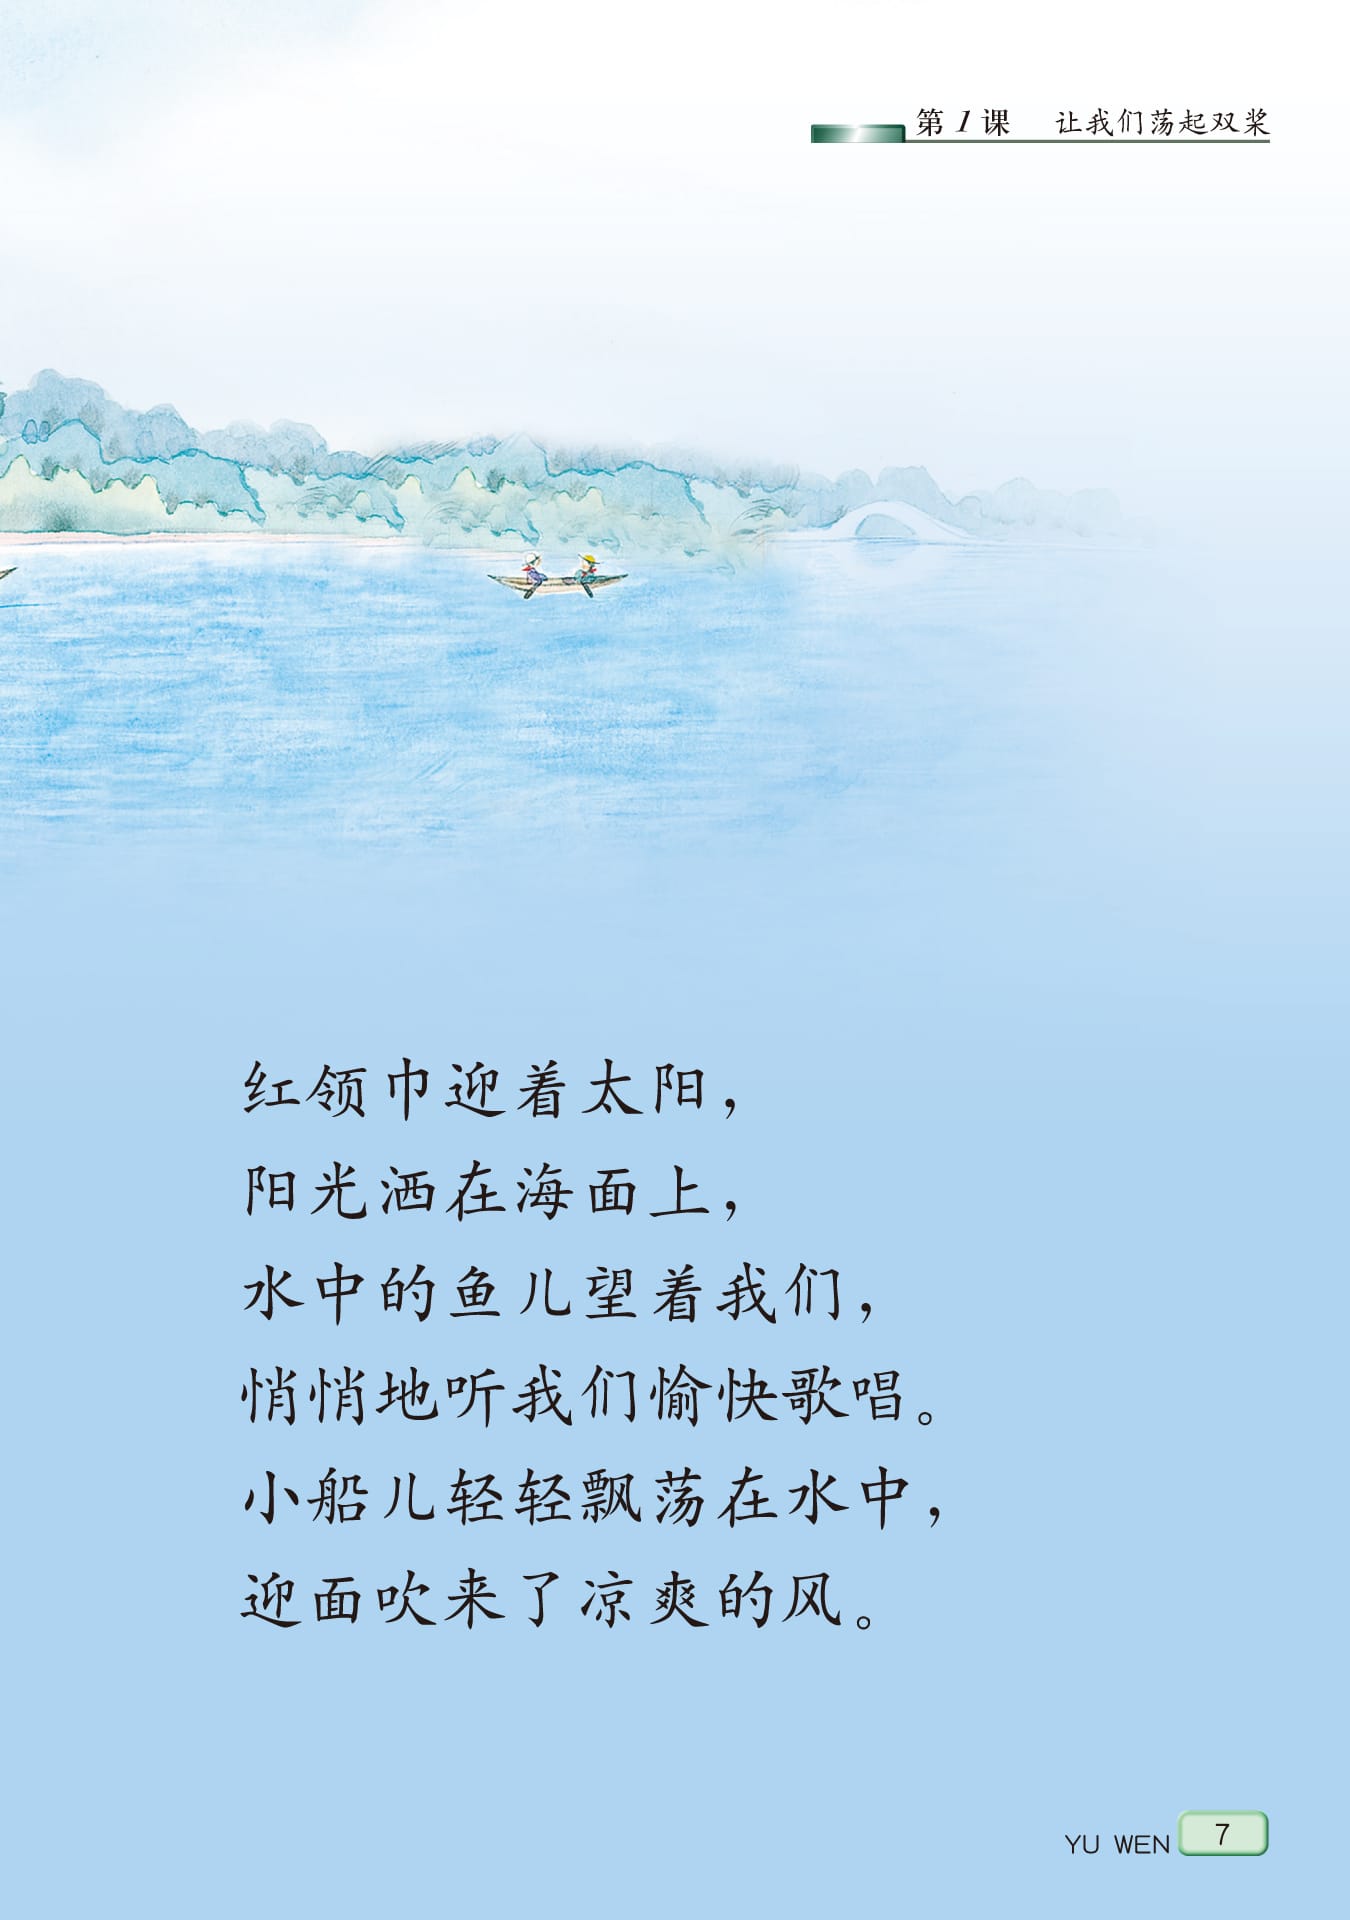 第1课 让我们荡起双桨
红领巾迎着太阳，
阳光洒在海面上，
水中的鱼儿望着我们，
悄悄地听我们愉快歌唱。
小船儿轻轻飘荡在水中，
迎面吹来了凉爽的风。
YU WEN 7